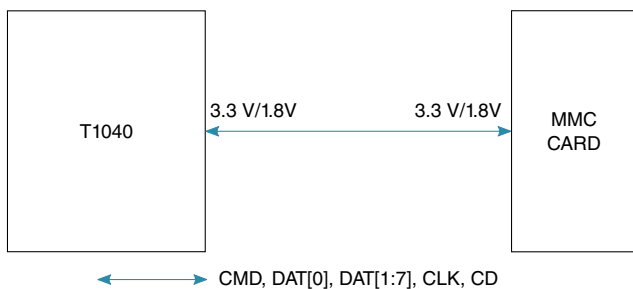 T1040
3.3 V/1.8V
3.3 V/1.8V
MMC
CARD
CMD, DAT[0], DAT[1:7], CLK, CD